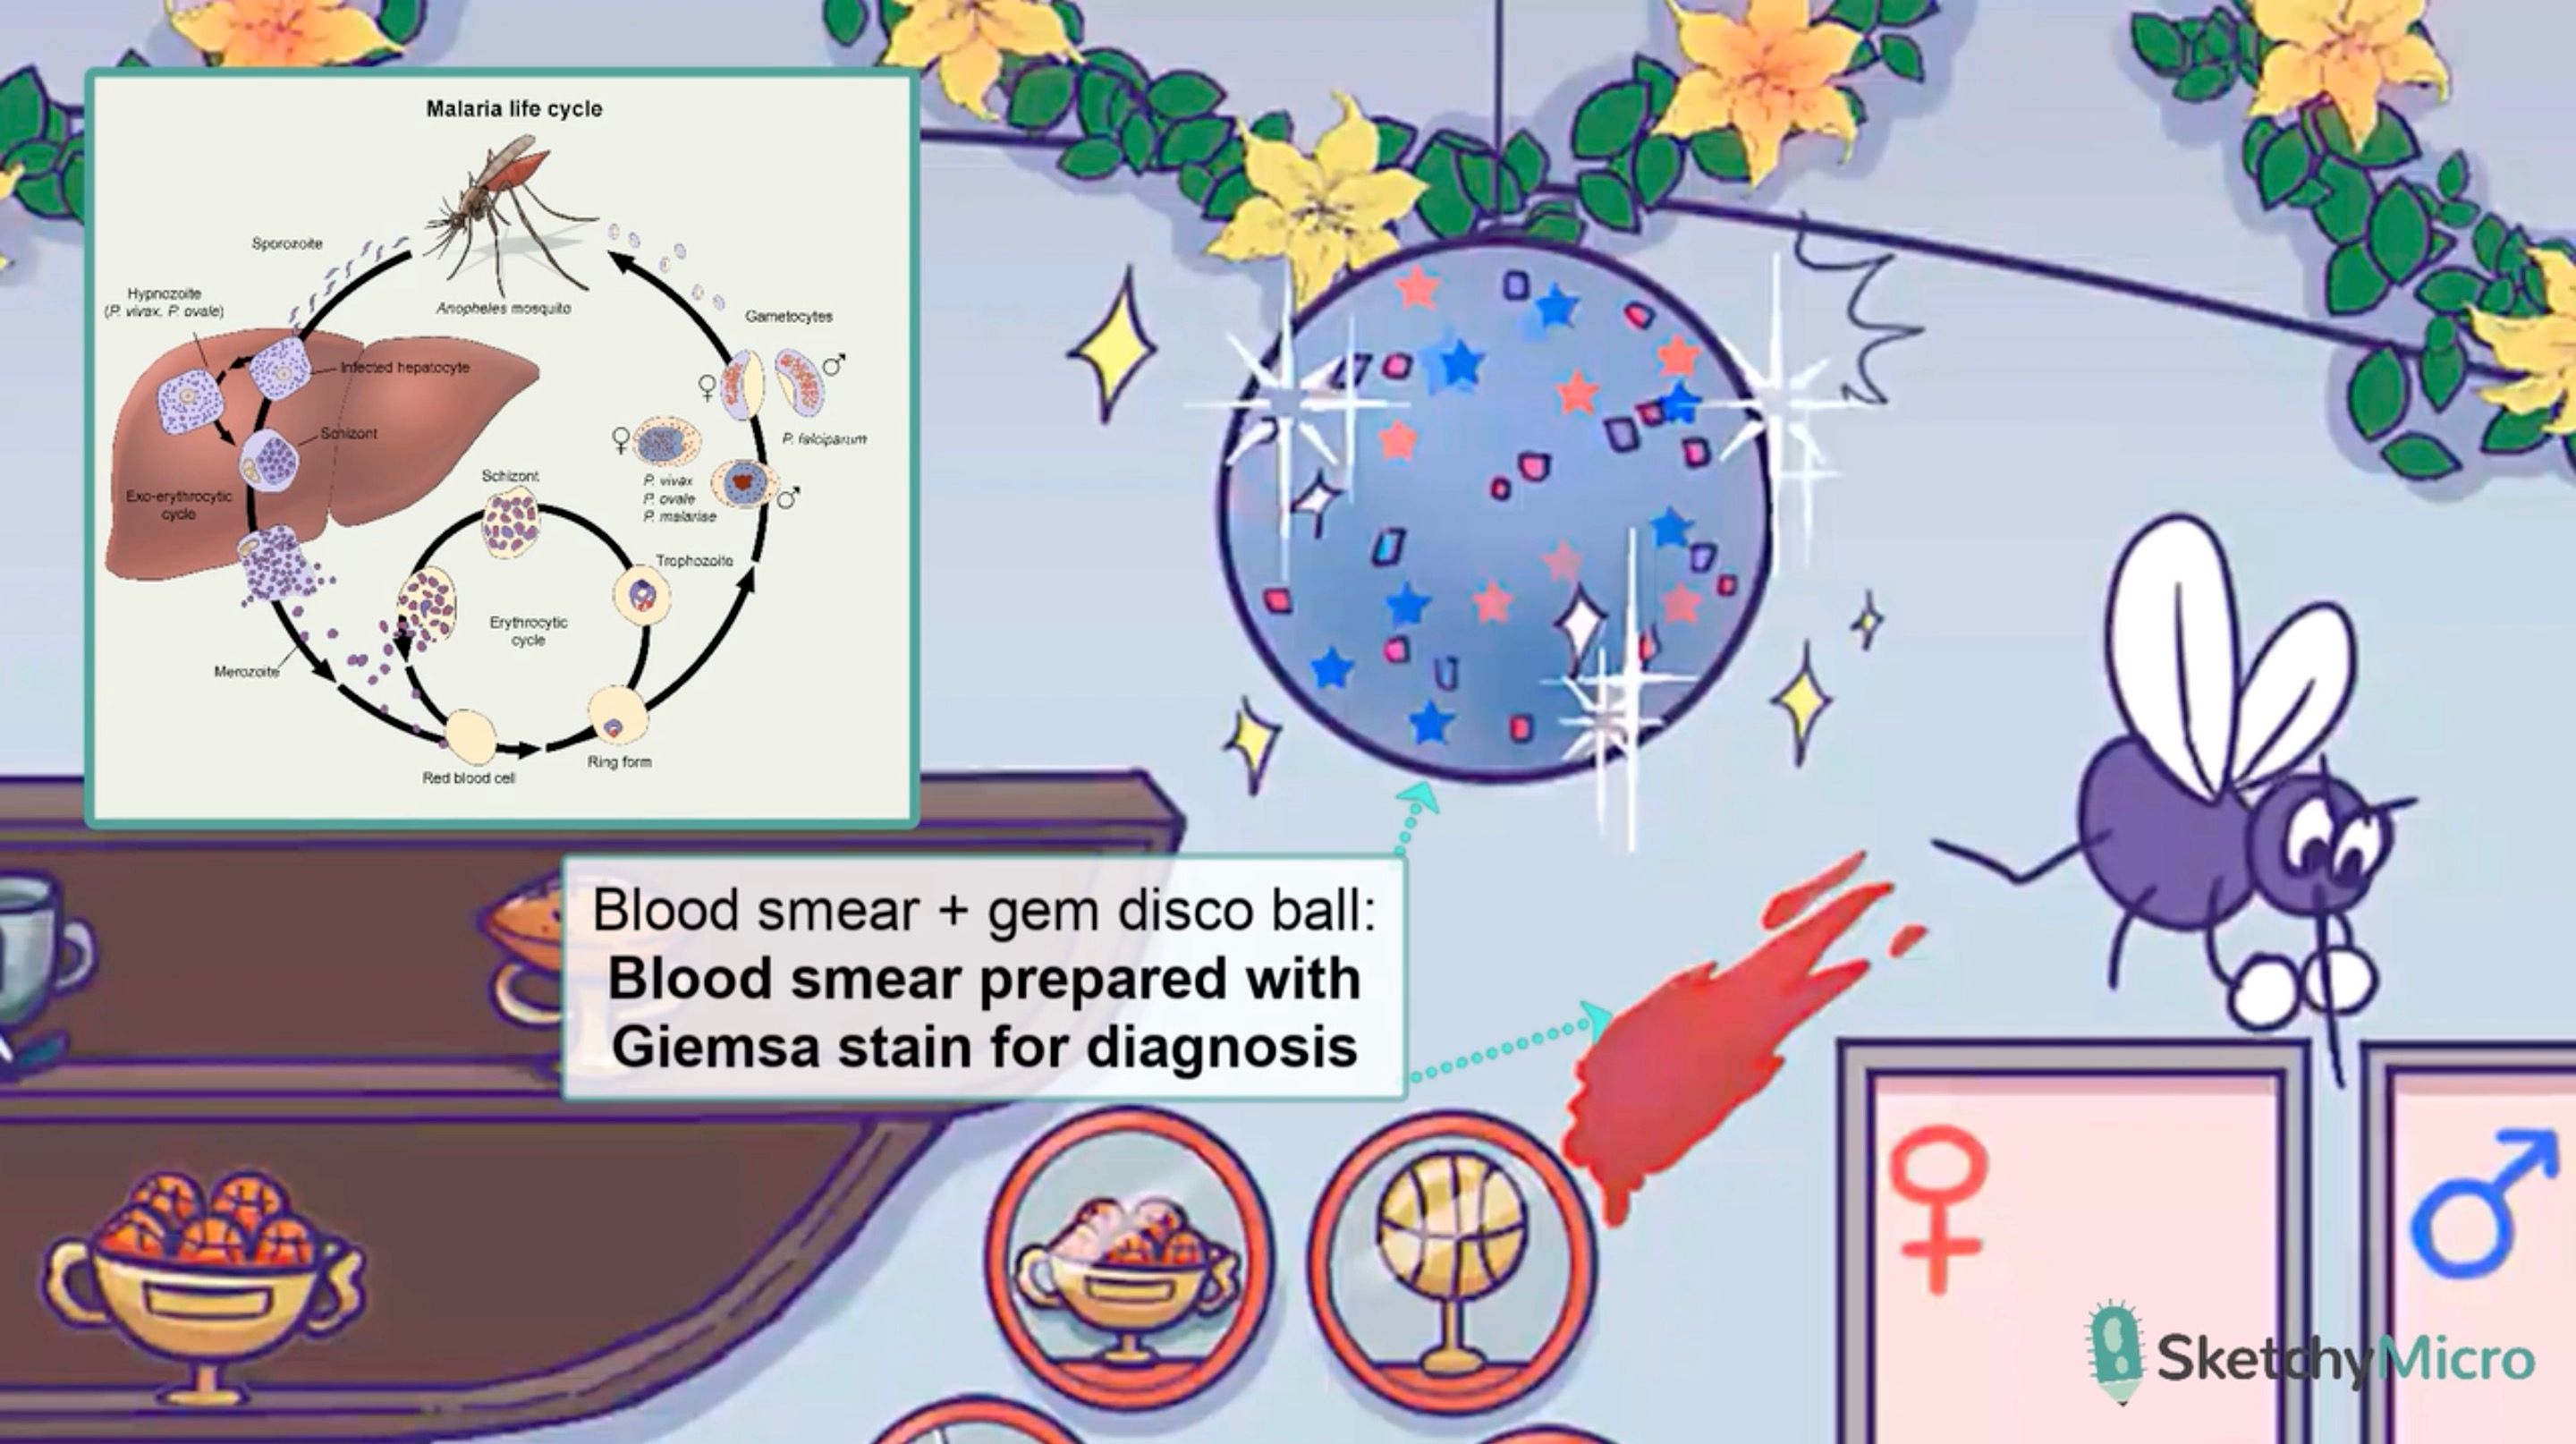 Malaria life cycle
Sporozoite
Hypnozoite
(P. vivax, P. ovale)
Anopheles mosquito
Gametocytes
Infected hepatocyte
♀
♂
Schizont
P. falciparum
♀
Exo-erythrocytic
cycle
Schizont
P. vivax
P. ovale
P. malariae
♂
Trophozoite
Erythrocytic
cycle
Merozoite
Ring form
Red blood cell
Blood smear + gem disco ball:
Blood smear prepared with
Giemsa stain for diagnosis
♀
♂
SketchyMicro